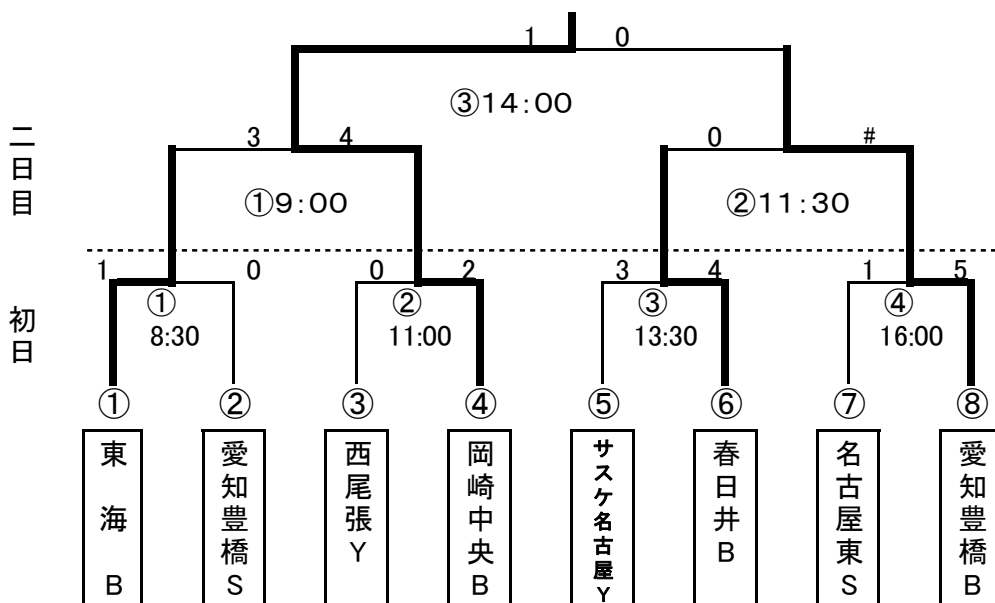 1 0
③14:00
二日目
3 4 0 #
①9:00 ②11:30
1 0 0 2 3 4 1 5
初日
① ② ③ ④
8:30 11:00 13:30 16:00
① ② ③ ④ ⑤ ⑥ ⑦ ⑧
東海B
愛知豊橋S
西尾張Y
岡崎中央B
サスケ名古屋Y
春日井B
名古屋東S
愛知豊橋B